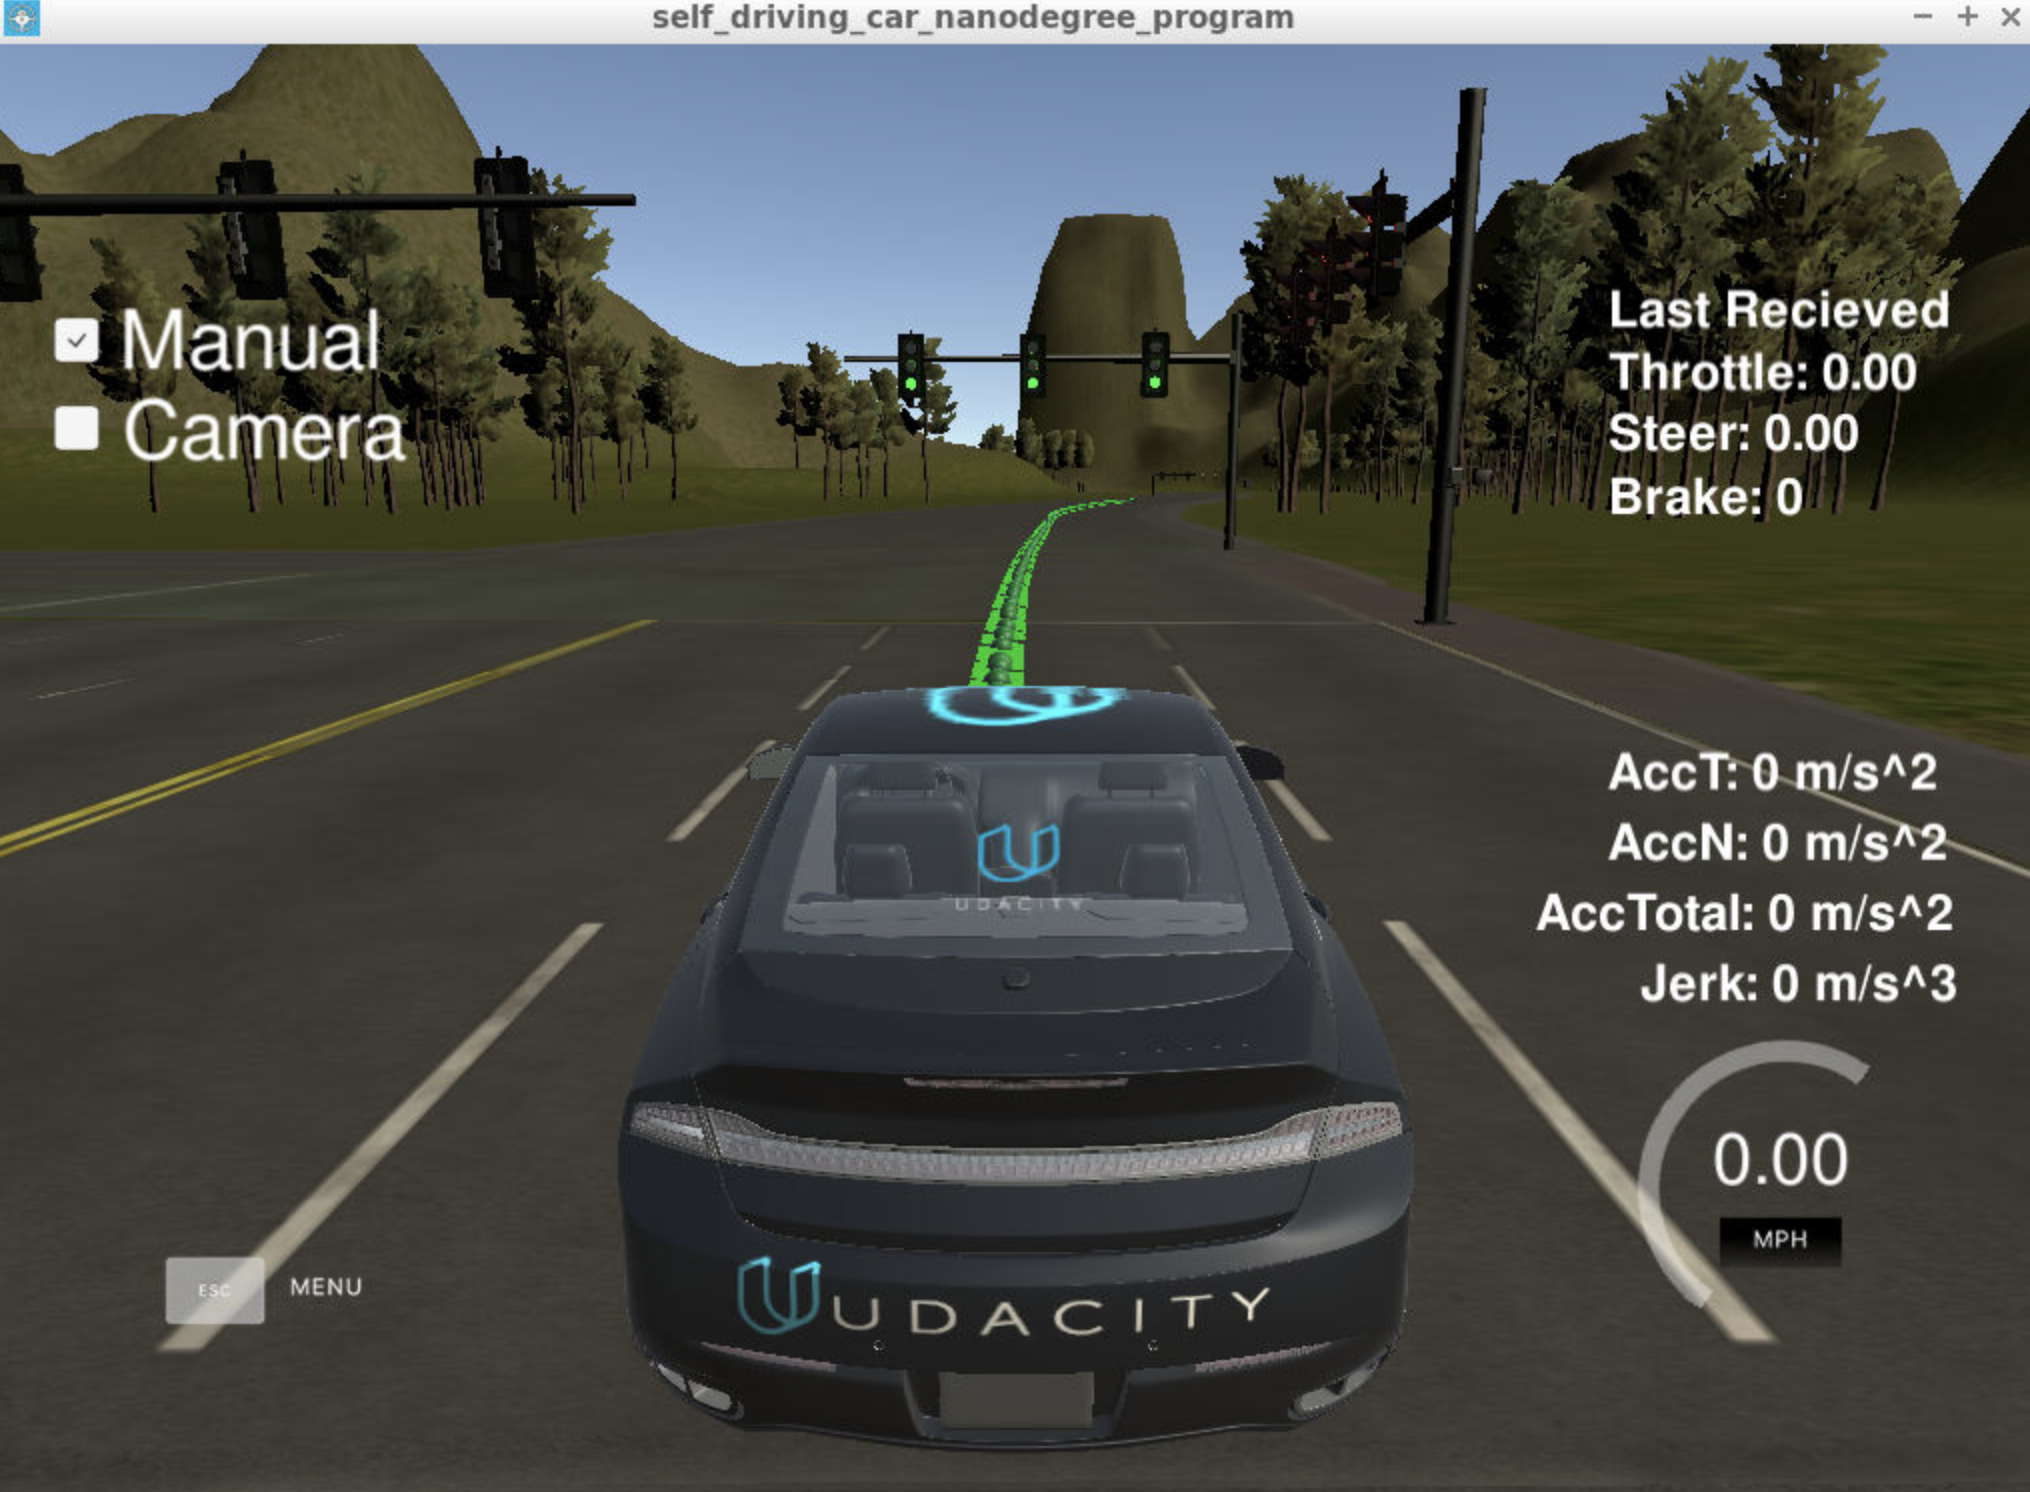 self_driving_car_nanodegree_program
Manual
Camera
Last Recieved
Throttle: 0.00
Steer: 0.00
Brake: 0
AccT: 0 m/s^2
AccN: 0 m/s^2
AccTotal: 0 m/s^2
Jerk: 0 m/s^3
UDACITY
0.00
MPH
ESC MENU
UDACITY